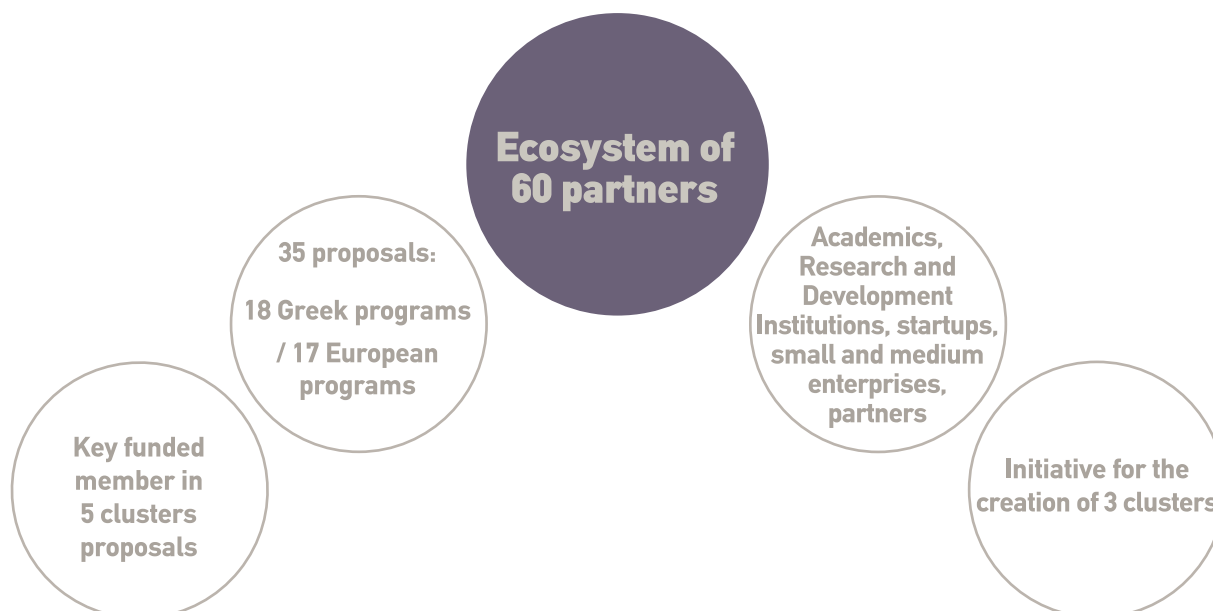 Ecosystem of
60 partners
35 proposals:
18 Greek programs
/ 17 European
programs
Academics,
Research and
Development
Institutions, startups,
small and medium
enterprises,
partners
Key funded
member in
5 clusters
proposals
Initiative for the
creation of 3 clusters